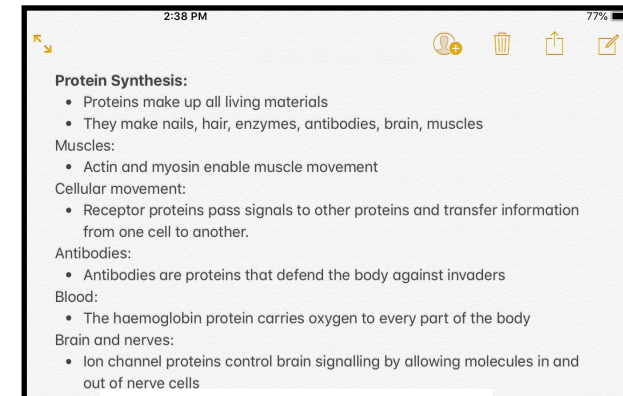 2:38 PM
77%
Protein Synthesis:
• Proteins make up all living materials
• They make nails, hair, enzymes, antibodies, brain, muscles
Muscles:
• Actin and myosin enable muscle movement
Cellular movement:
• Receptor proteins pass signals to other proteins and transfer information
from one cell to another.
Antibodies:
• Antibodies are proteins that defend the body against invaders
Blood:
• The haemoglobin protein carries oxygen to every part of the body
Brain and nerves:
• Ion channel proteins control brain signalling by allowing molecules in and
out of nerve cells